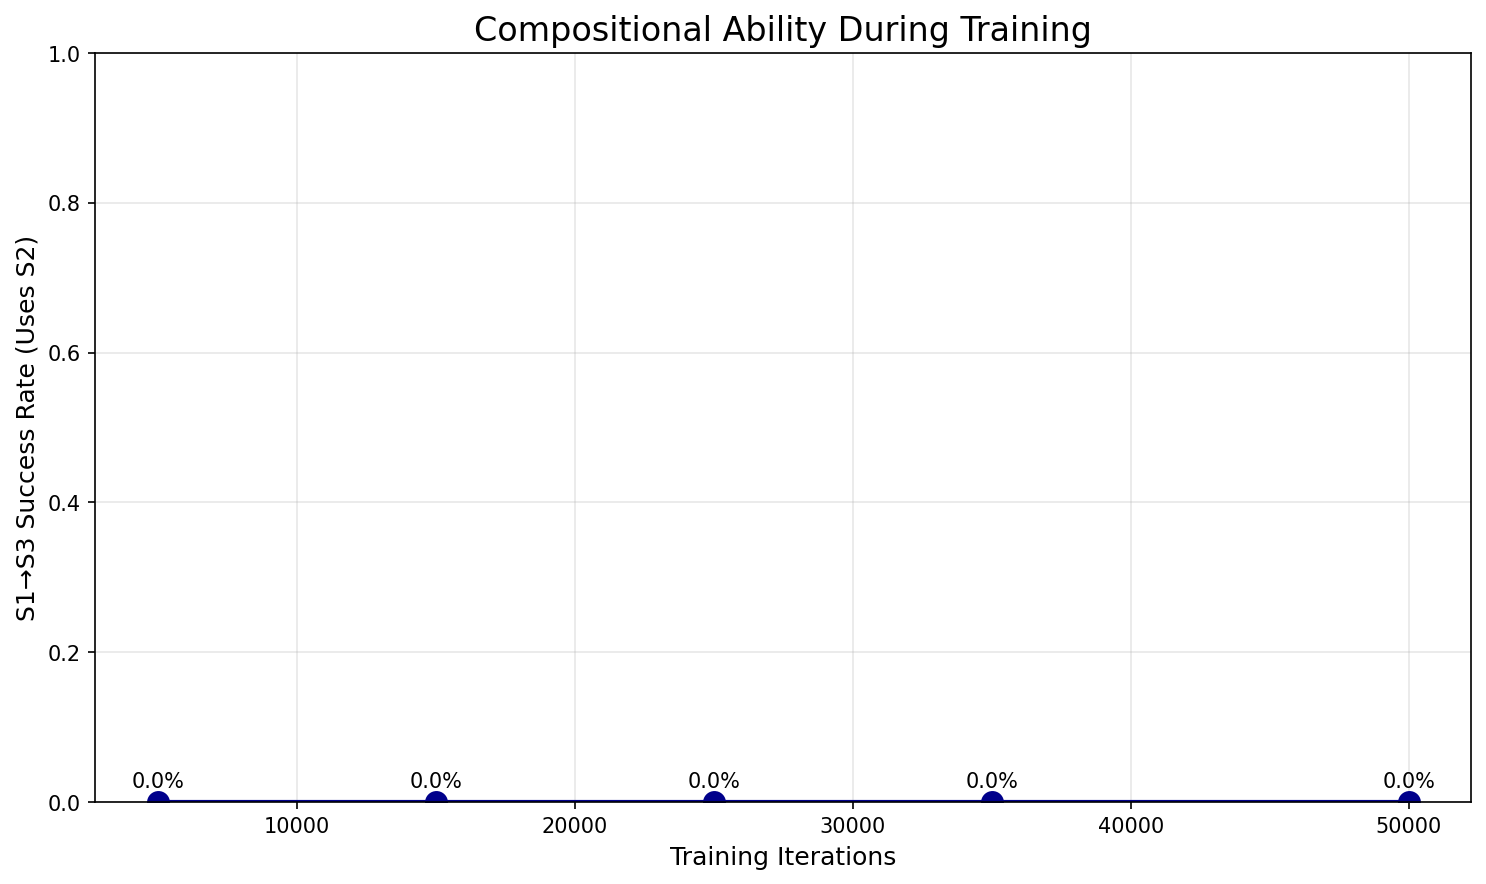 Compositional Ability During Training
S1→S3 Success Rate (Uses S2)
1.0
0.8
0.6
0.4
0.2
0.0
0.0% 0.0% 0.0% 0.0% 0.0%
10000 20000 30000 40000 50000
Training Iterations